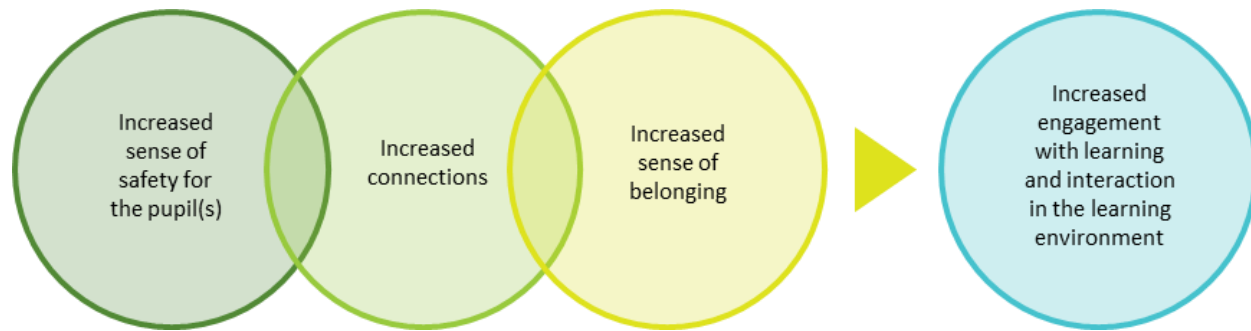 Increased
sense of
safety for
the pupil(s)
Increased
connections
Increased
sense of
belonging
Increased
engagement
with learning
and interaction
in the learning
environment